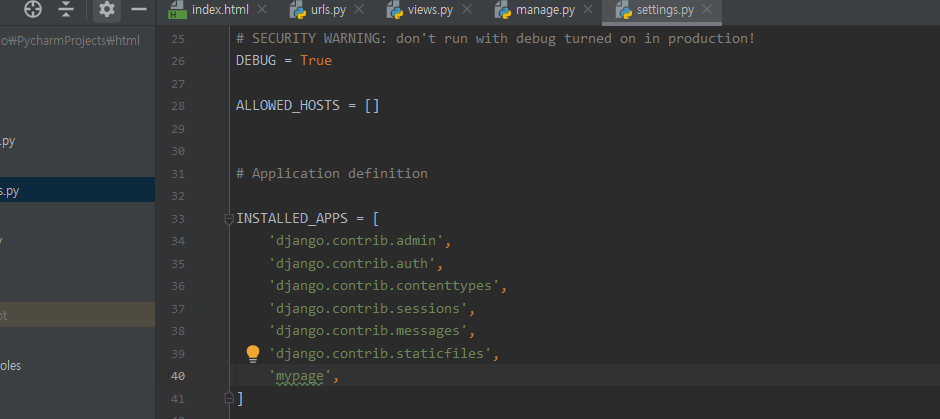 index.html
urls.py
views.py
manage.py
settings.py
lo₩PycharmProjects₩html
.py
s.py
y
ot
oles
25 # SECURITY WARNING: don't run with debug turned on in production!
26 DEBUG = True
27
28 ALLOWED_HOSTS = []
29
30
31 # Application definition
32
33 INSTALLED_APPS = [
34 'django.contrib.admin',
35 'django.contrib.auth',
36 'django.contrib.contenttypes',
37 'django.contrib.sessions',
38 'django.contrib.messages',
39 'django.contrib.staticfiles',
40 'mypage',
41 ]